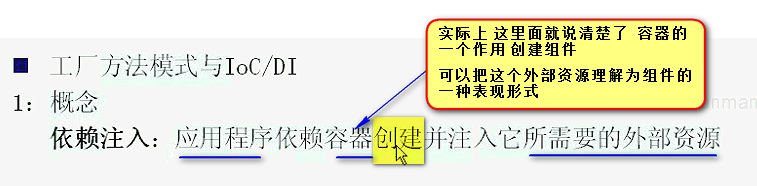 实际上 这里面就说清楚了 容器的
一个作用 创建组件
可以把这个外部资源理解为组件的
一种表现形式
工厂方法模式与IoC/DI
1：概念
依赖注入：应用程序依赖容器创建并注入它所需要的外部资源